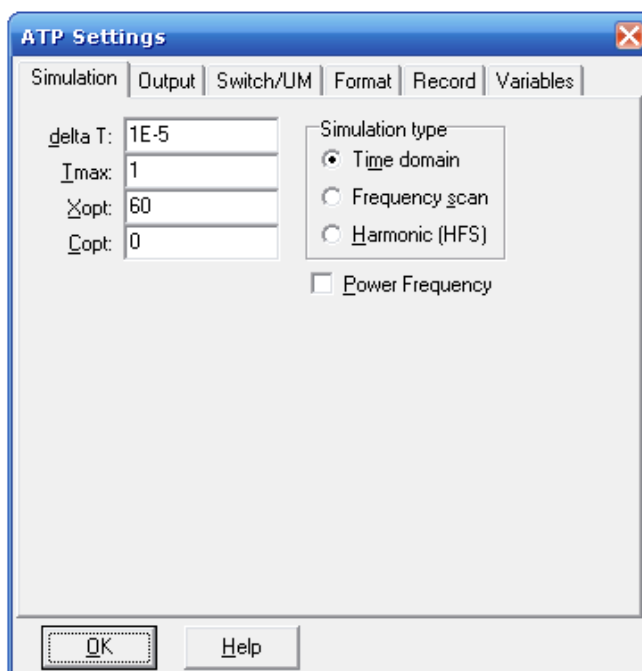 ATP Settings
Simulation Output Switch/UM Format Record Variables
delta T: 1E-5
Tmax: 1
Xopt: 60
Copt: 0
Simulation type
Time domain
Frequency scan
Harmonic (HFS)
Power Frequency
OK Help